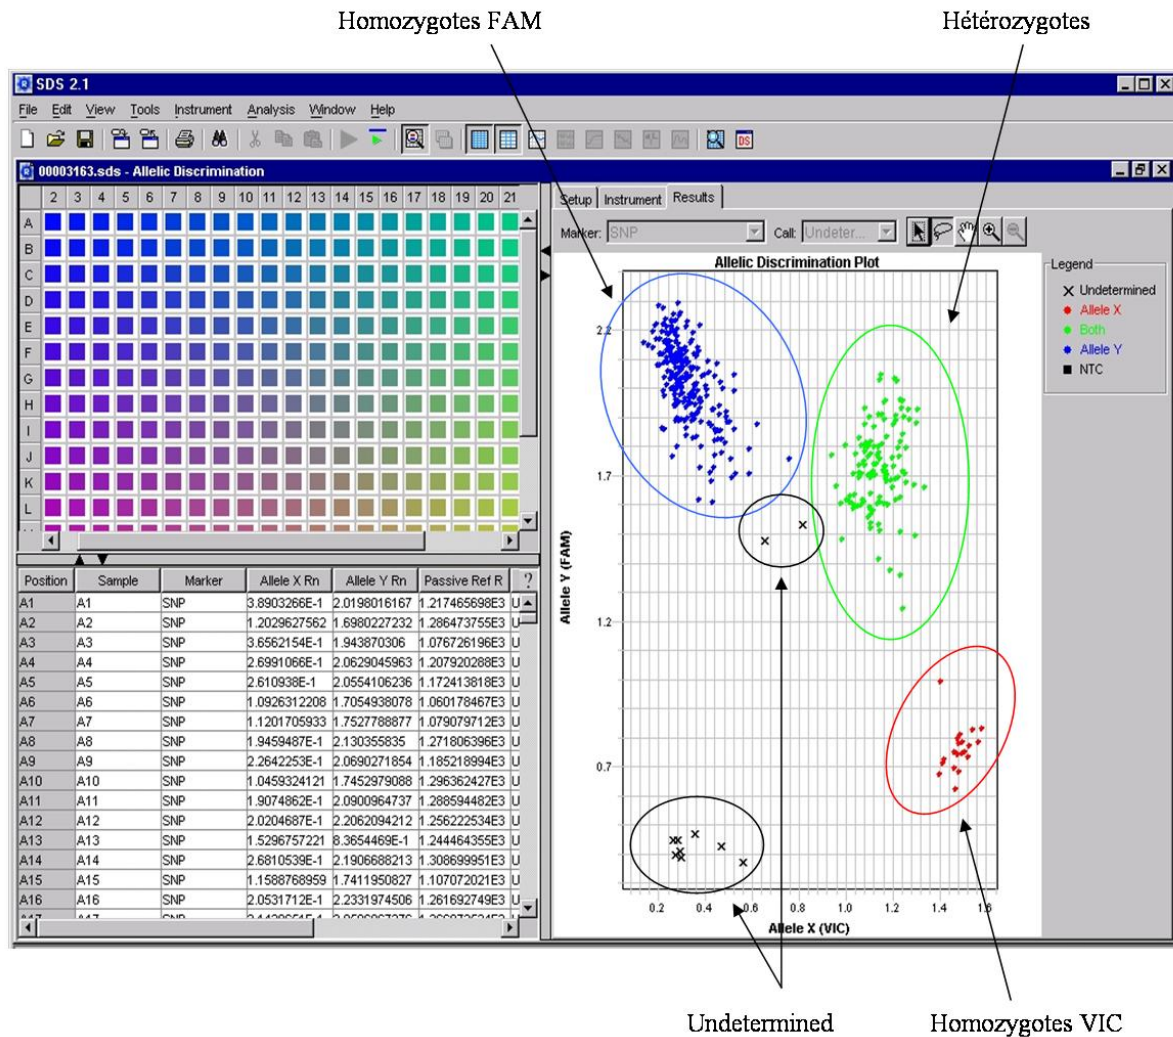 Homozygotes FAM
Hétérozygotes
SDS 2.1
File Edit View Tools Instrument Analysis Window Help
DS
00003163.sds - Allelic Discrimination
2 3 4 5 6 7 8 9 10 11 12 13 14 15 16 17 18 19 20 21
A
B
C
D
E
F
G
H
I
J
K
L
Setup Instrument Results
Marker: SNP Call: Undeter...
Allelic Discrimination Plot
Legend
Undetermined
Allele X
Both
Allele Y
NTC
Allele Y (FAM)
2.2
1.7
1.2
0.7
0.2 0.4 0.6 0.8 1.0 1.2 1.4 1.6
Allele X (VIC)
Position Sample Marker Allele X Rn Allele Y Rn Passive Ref R ?
A1 A1 SNP 3.8903266E-1 2.0198016167 1.217465698E3 U
A2 A2 SNP 1.2029627562 1.6980227232 1.286473755E3 U
A3 A3 SNP 3.6562154E-1 1.943870306 1.076726196E3 U
A4 A4 SNP 2.6991066E-1 2.0629045963 1.207920288E3 U
A5 A5 SNP 2.610938E-1 2.0554106236 1.172413818E3 U
A6 A6 SNP 1.0926312208 1.7054938078 1.060178467E3 U
A7 A7 SNP 1.1201705933 1.7527788877 1.079079712E3 U
A8 A8 SNP 1.9459487E-1 2.130355835 1.271806396E3 U
A9 A9 SNP 2.2642253E-1 2.0690271854 1.185218994E3 U
A10 A10 SNP 1.0459324121 1.7452979088 1.296362427E3 U
A11 A11 SNP 1.9074862E-1 2.0900964737 1.288594482E3 U
A12 A12 SNP 2.0204687E-1 2.2062094212 1.256222534E3 U
A13 A13 SNP 1.5296757221 8.3654469E-1 1.244464355E3 U
A14 A14 SNP 2.6810539E-1 2.1906688213 1.308699951E3 U
A15 A15 SNP 1.1588768959 1.7411950827 1.107072021E3 U
A16 A16 SNP 2.0531712E-1 2.2331974506 1.261692749E3 U
A17 A17 SNP
Undetermined
Homozygotes VIC